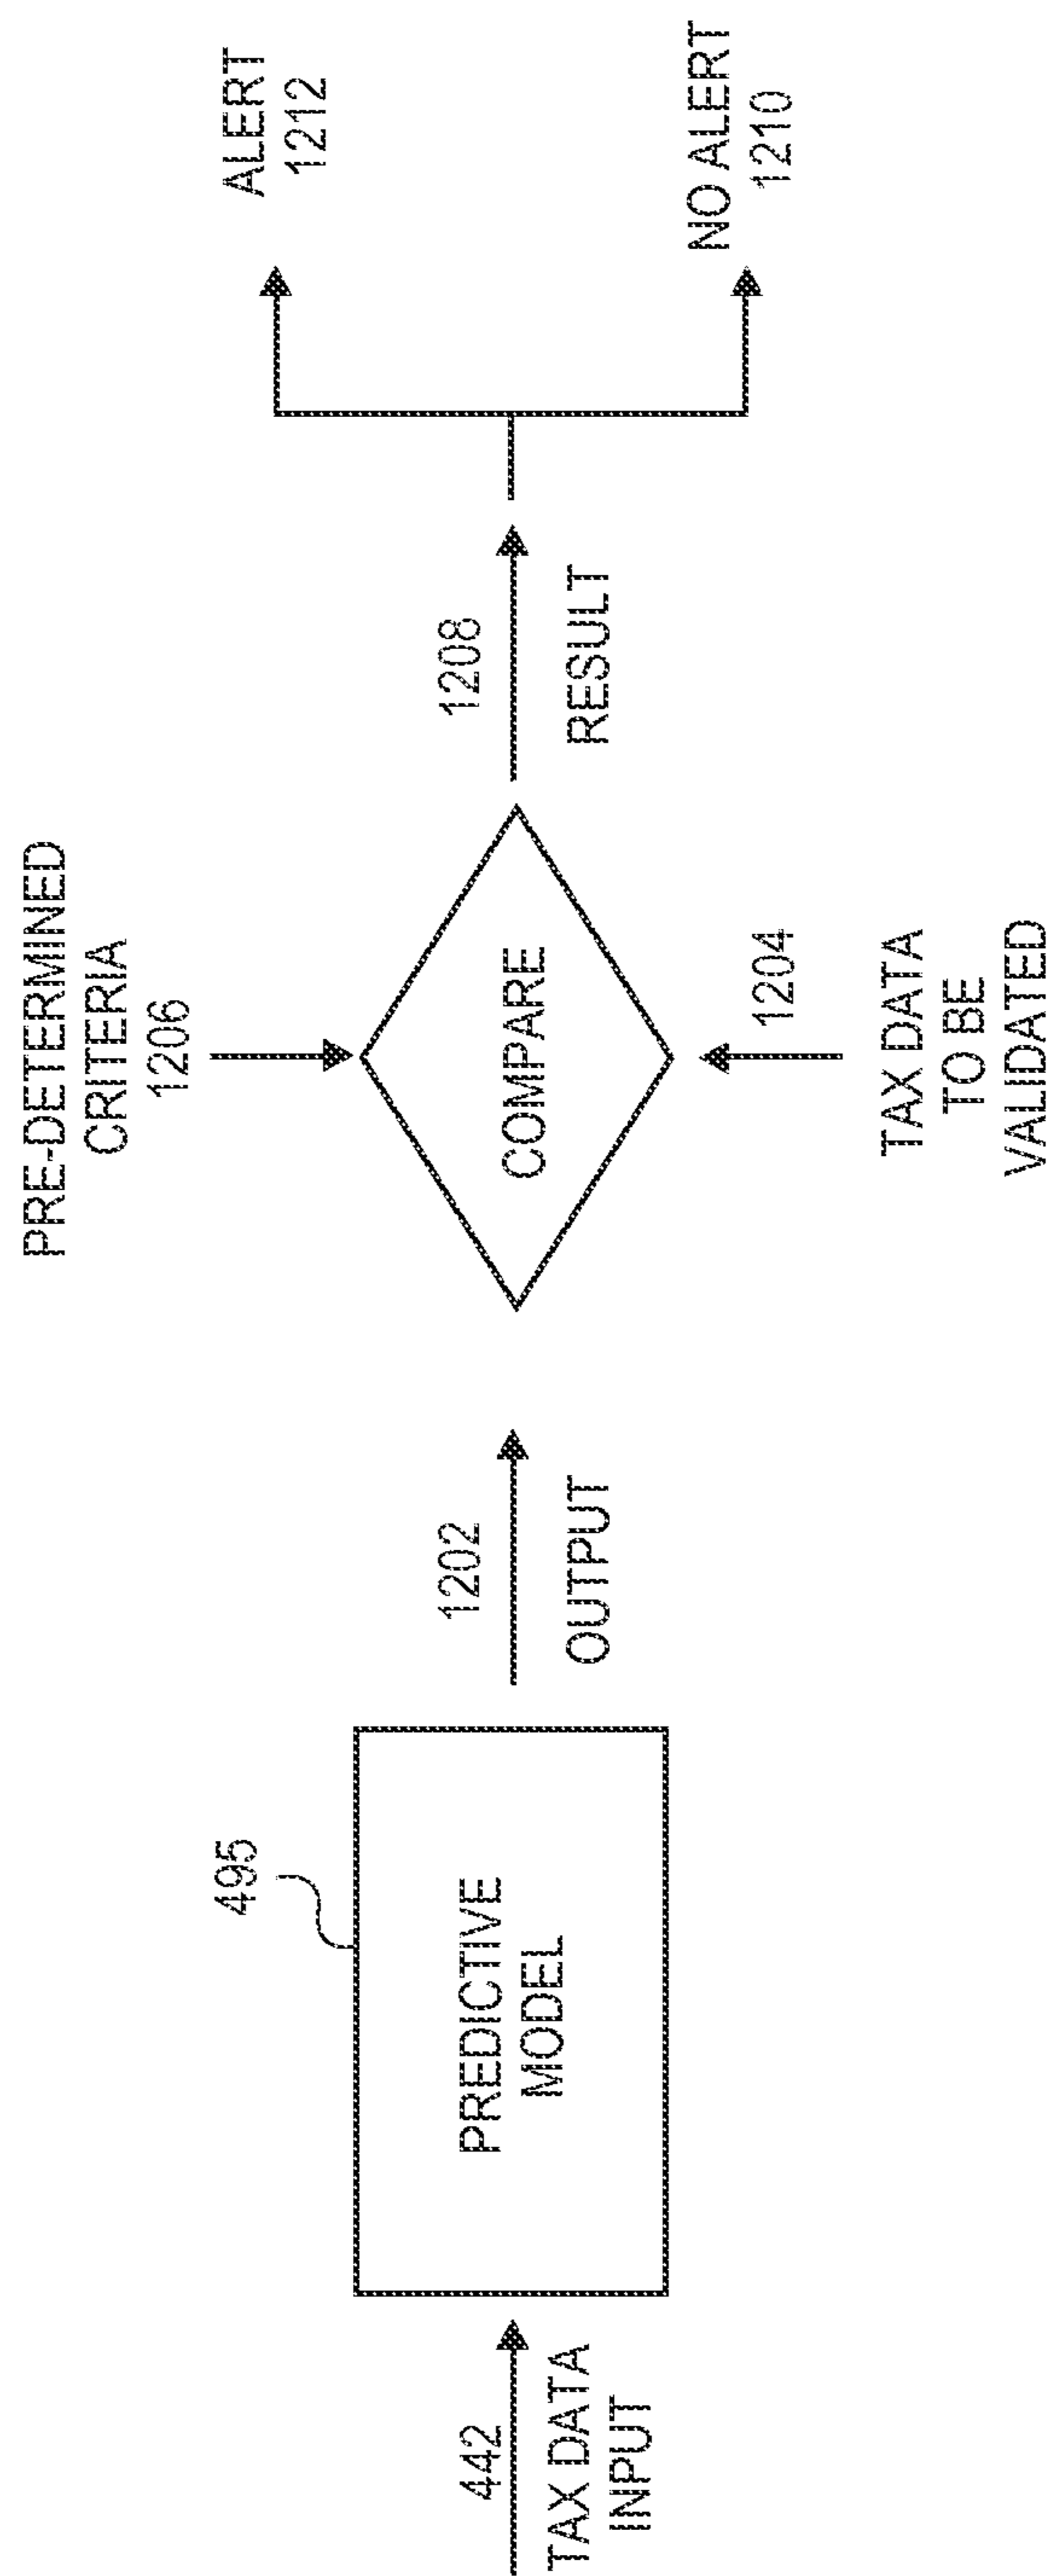 442
TAX DATA
INPUT
495
PREDICTIVE
MODEL
1202
OUTPUT
PRE-DETERMINED
CRITERIA
1206
COMPARE
1204
TAX DATA
TO BE
VALIDATED
1208
RESULT
ALERT
1212
NO ALERT
1210